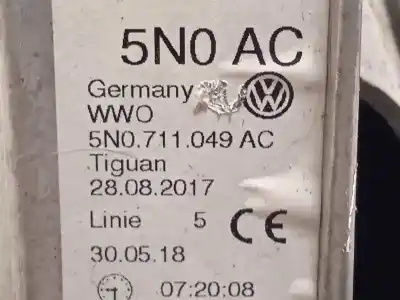 5N0 AC
Germany
WWO
5N0.711.049 AC
Tiguan
28.08.2017
Linie 5 CE
30.05.18
07:20:08